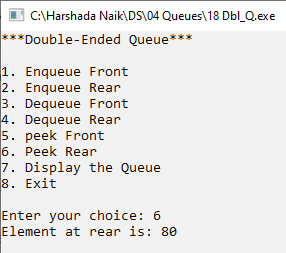 C:\Harshada Naik\DS\04 Queues\18 Dbl_Q.exe
***Double-Ended Queue***
1. Enqueue Front
2. Enqueue Rear
3. Dequeue Front
4. Dequeue Rear
5. peek Front
6. Peek Rear
7. Display the Queue
8. Exit
Enter your choice: 6
Element at rear is: 80